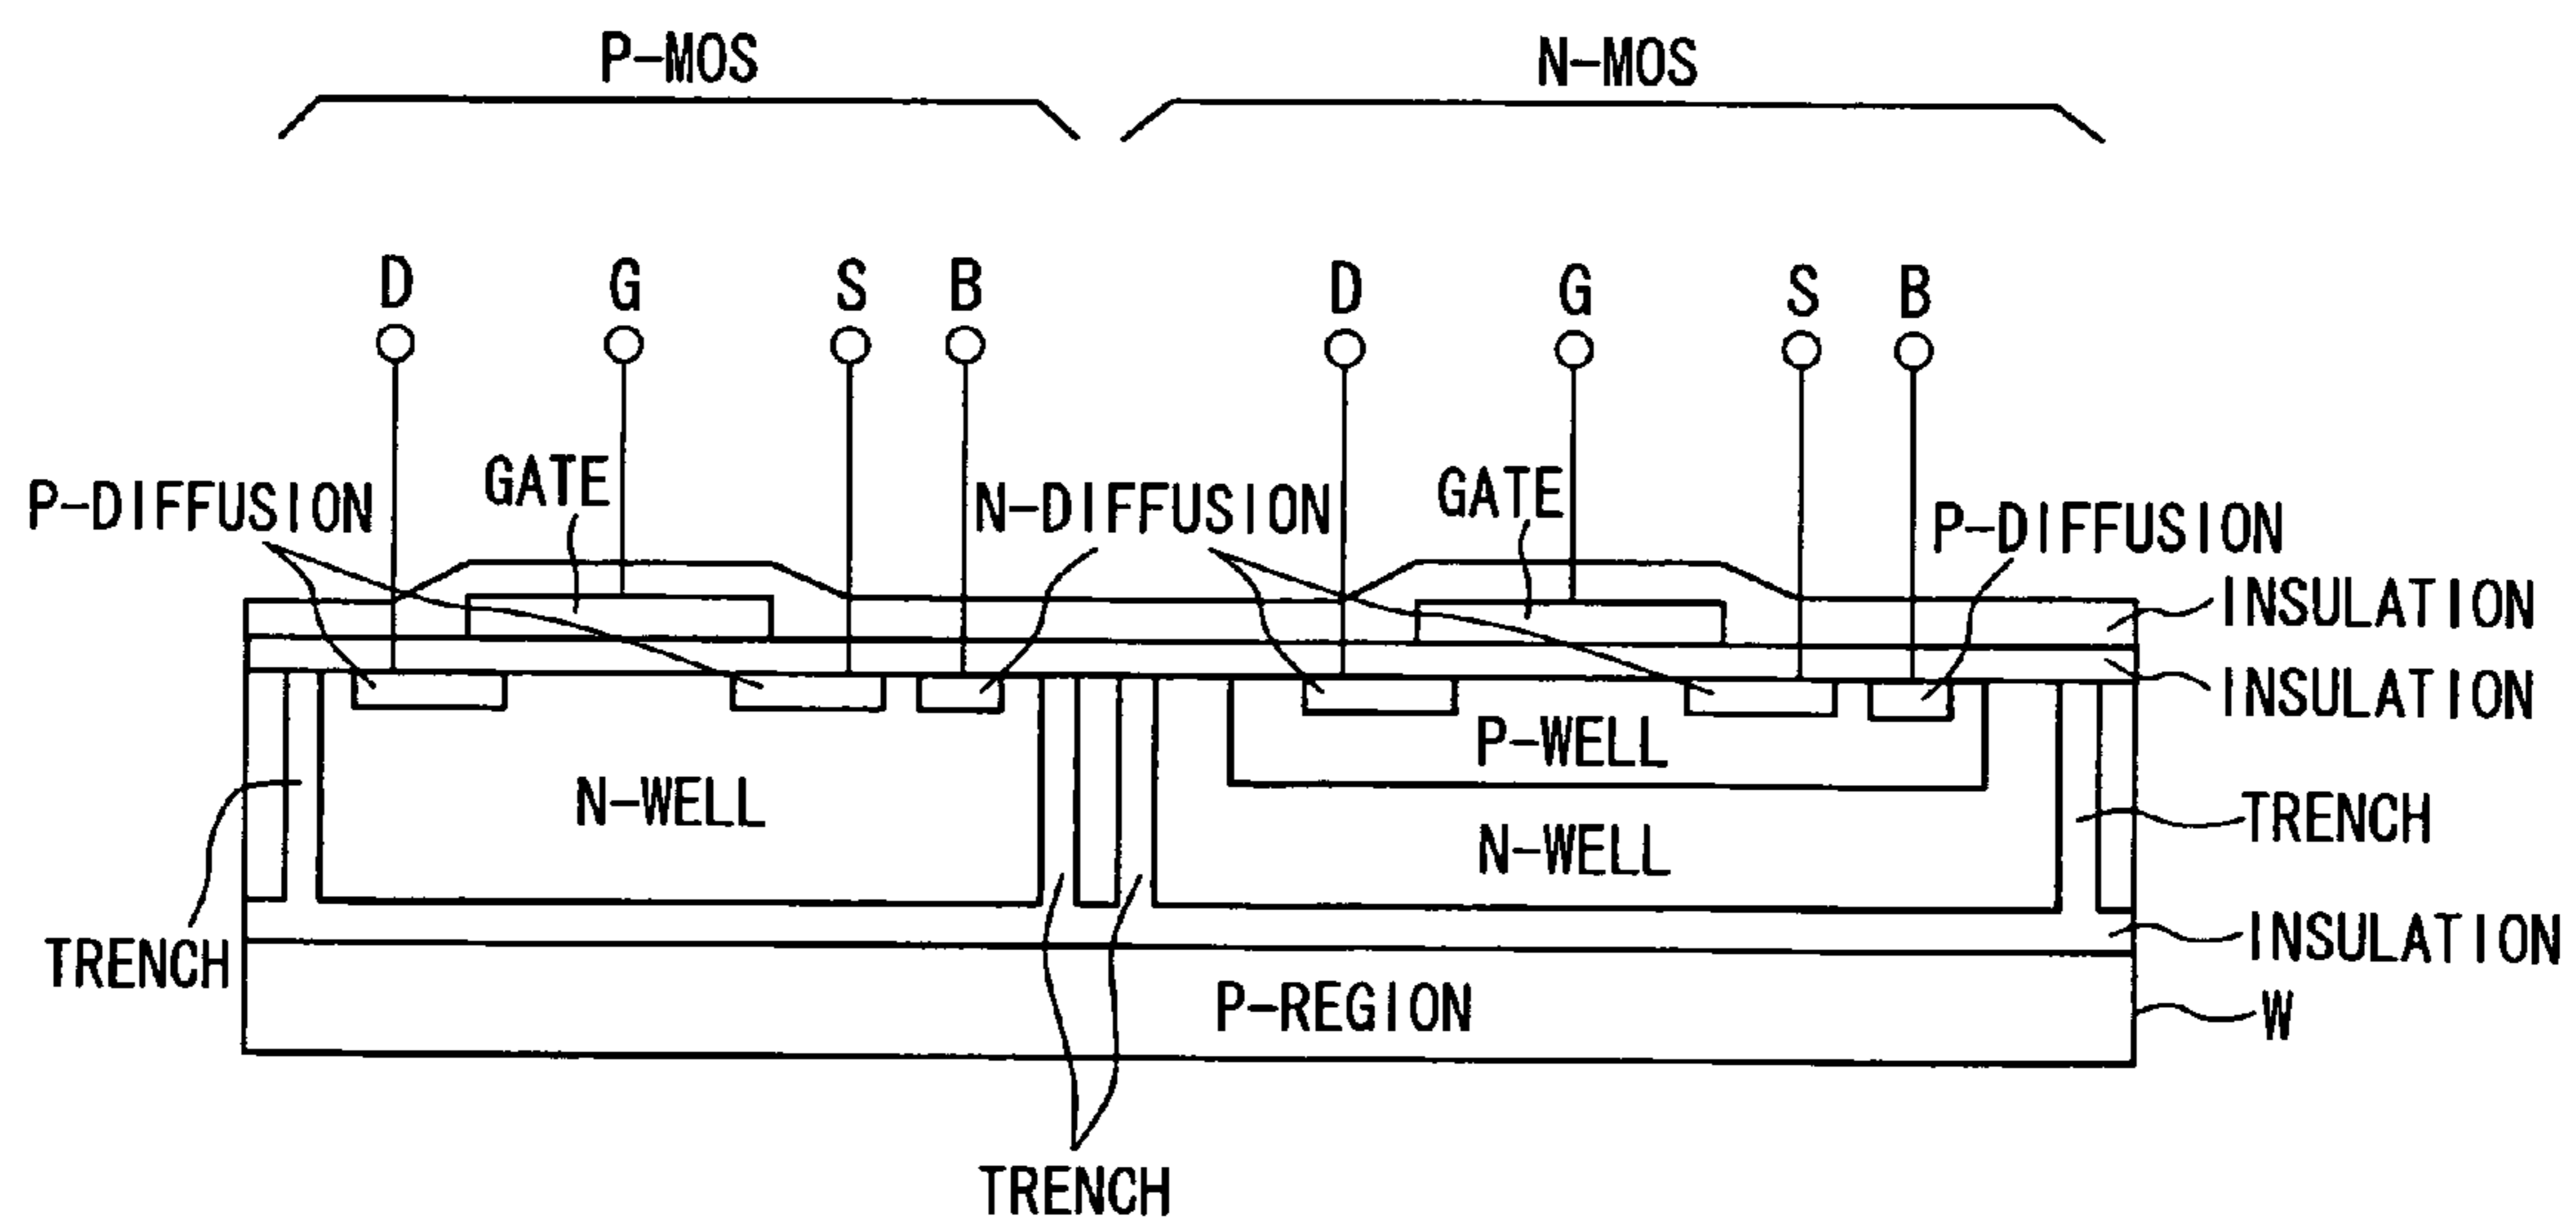 P-MOS
N-MOS
D
G
S
B
D
G
S
B
P-DIFFUSION
GATE
N-DIFFUSION
GATE
P-DIFFUSION
INSULATION
INSULATION
P-WELL
N-WELL
N-WELL
TRENCH
TRENCH
INSULATION
P-REGION
W
TRENCH